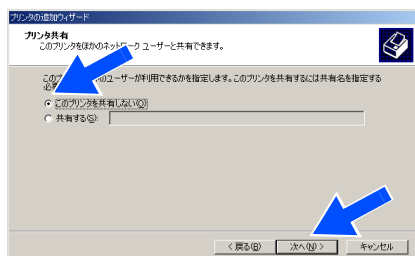 プリンタの追加ウィザード
プリンタ共有
このプリンタをほかのネットワーク ユーザーと共有できます。
このプ のユーザーが利用できるかを指定します。このプリンタを共有するには共有名を指定する
必
このプリンタを共有しない(O)
共有する(S):
< 戻る(B)
次へ(N) >
キャンセル